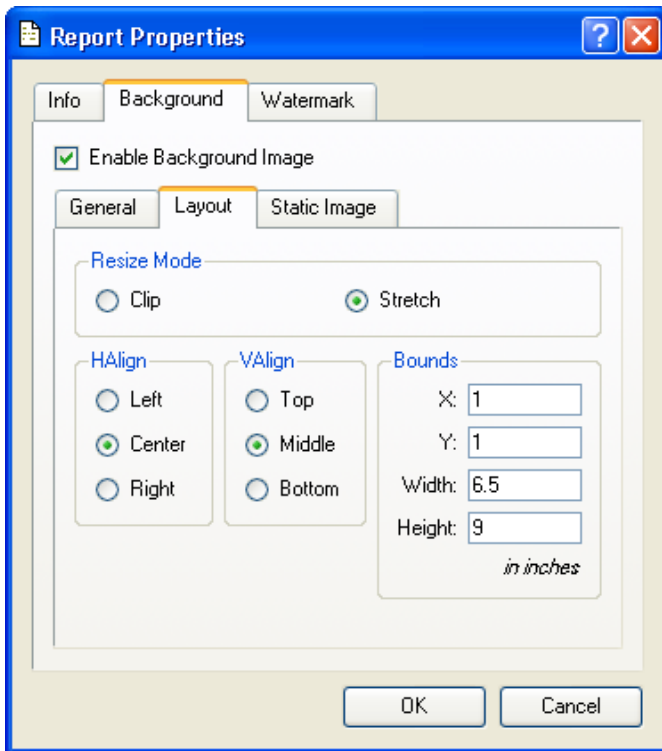 Report Properties
Info Background Watermark
Enable Background Image
General Layout Static Image
Resize Mode
Clip Stretch
HAlign
Left
Center
Right
VAlign
Top
Middle
Bottom
Bounds
X: 1
Y: 1
Width: 6.5
Height: 9
in inches
OK Cancel